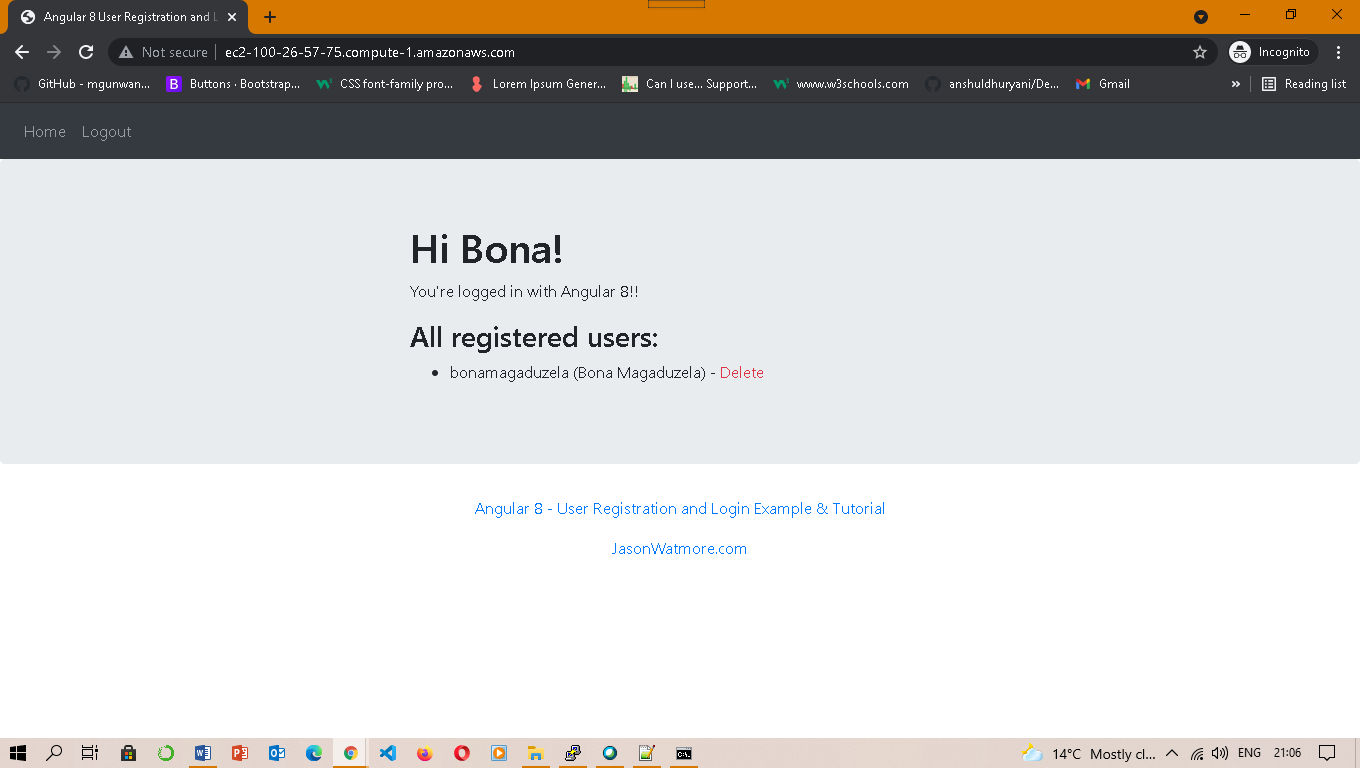 Angular 8 User Registration and L
Not secure
ec2-100-26-57-75.compute-1.amazonaws.com
Incognito
GitHub - mgunwan...
B
Buttons · Bootstrap...
CSS font-family pro...
Lorem Ipsum Gener...
Can I use... Support...
www.w3schools.com
anshuldhuryani/De...
Gmail
»
Reading list
Home
Logout
Hi Bona!
You're logged in with Angular 8!!
All registered users:
• bonamagaduzela (Bona Magaduzela) - Delete
Angular 8 - User Registration and Login Example & Tutorial
JasonWatmore.com
14°C Mostly cl...
ENG
21:06